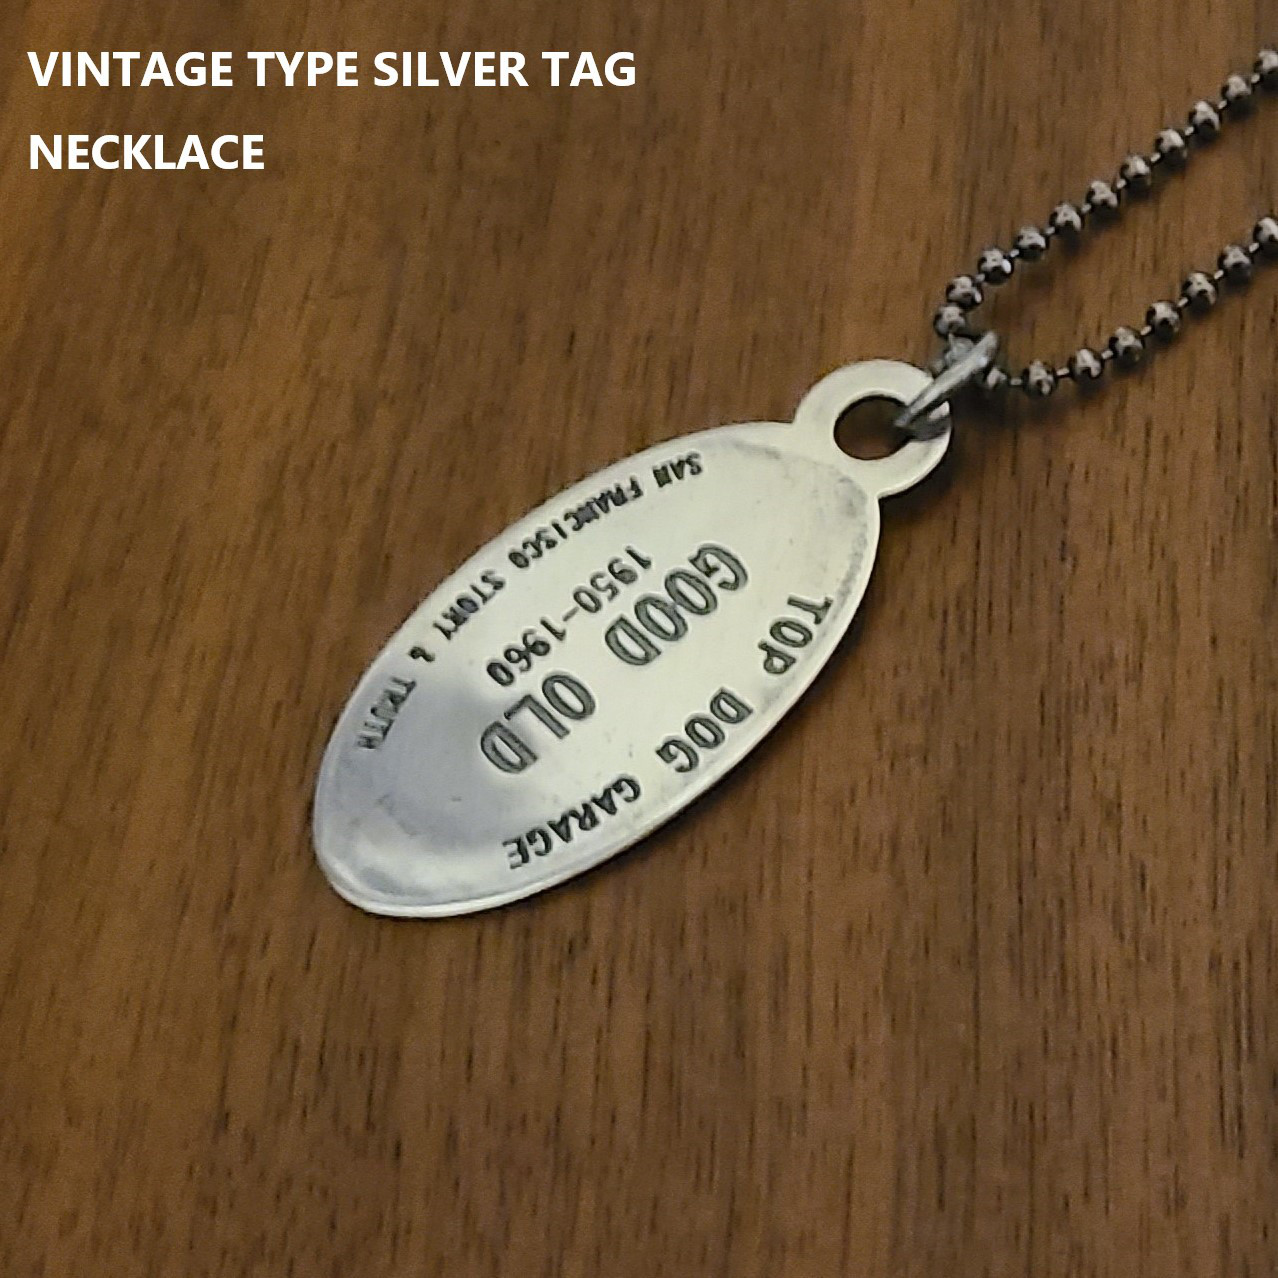 VINTAGE TYPE SILVER TAG
NECKLACE
TOP DOG GARAGE
GOOD OLD
1950-1960
SAN FRANCISCO STORY & TRUTH